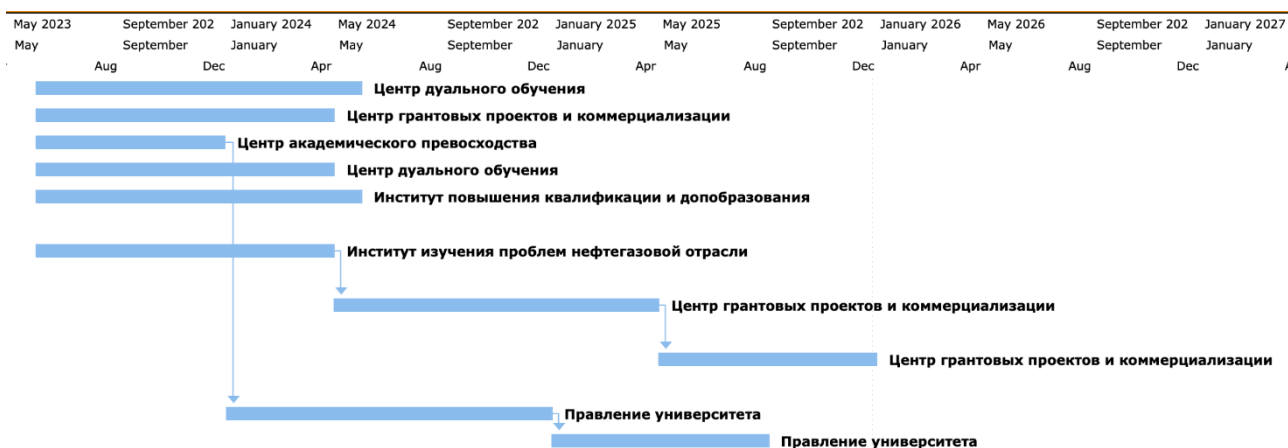 May 2023 September 202 January 2024 May 2024 September 202 January 2025 May 2025 September 202 January 2026 May 2026 September 202 January 2027
May September January May September January May September January May September January
Aug Dec Apr Aug Dec Apr Aug Dec Apr Aug Dec
Центр дуального обучения
Центр грантовых проектов и коммерциализации
Центр академического превосходства
Центр дуального обучения
Институт повышения квалификации и допобразования
Институт изучения проблем нефтегазовой отрасли
Центр грантовых проектов и коммерциализации
Центр грантовых проектов и коммерциализации
Правление университета
Правление университета